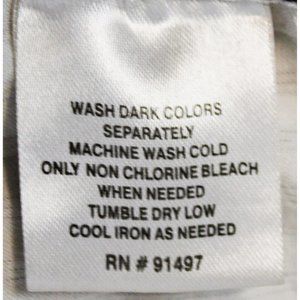 WASH DARK COLORS
SEPARATELY
MACHINE WASH COLD
ONLY NON CHLORINE BLEACH
WHEN NEEDED
TUMBLE DRY LOW
COOL IRON AS NEEDED
RN # 91497